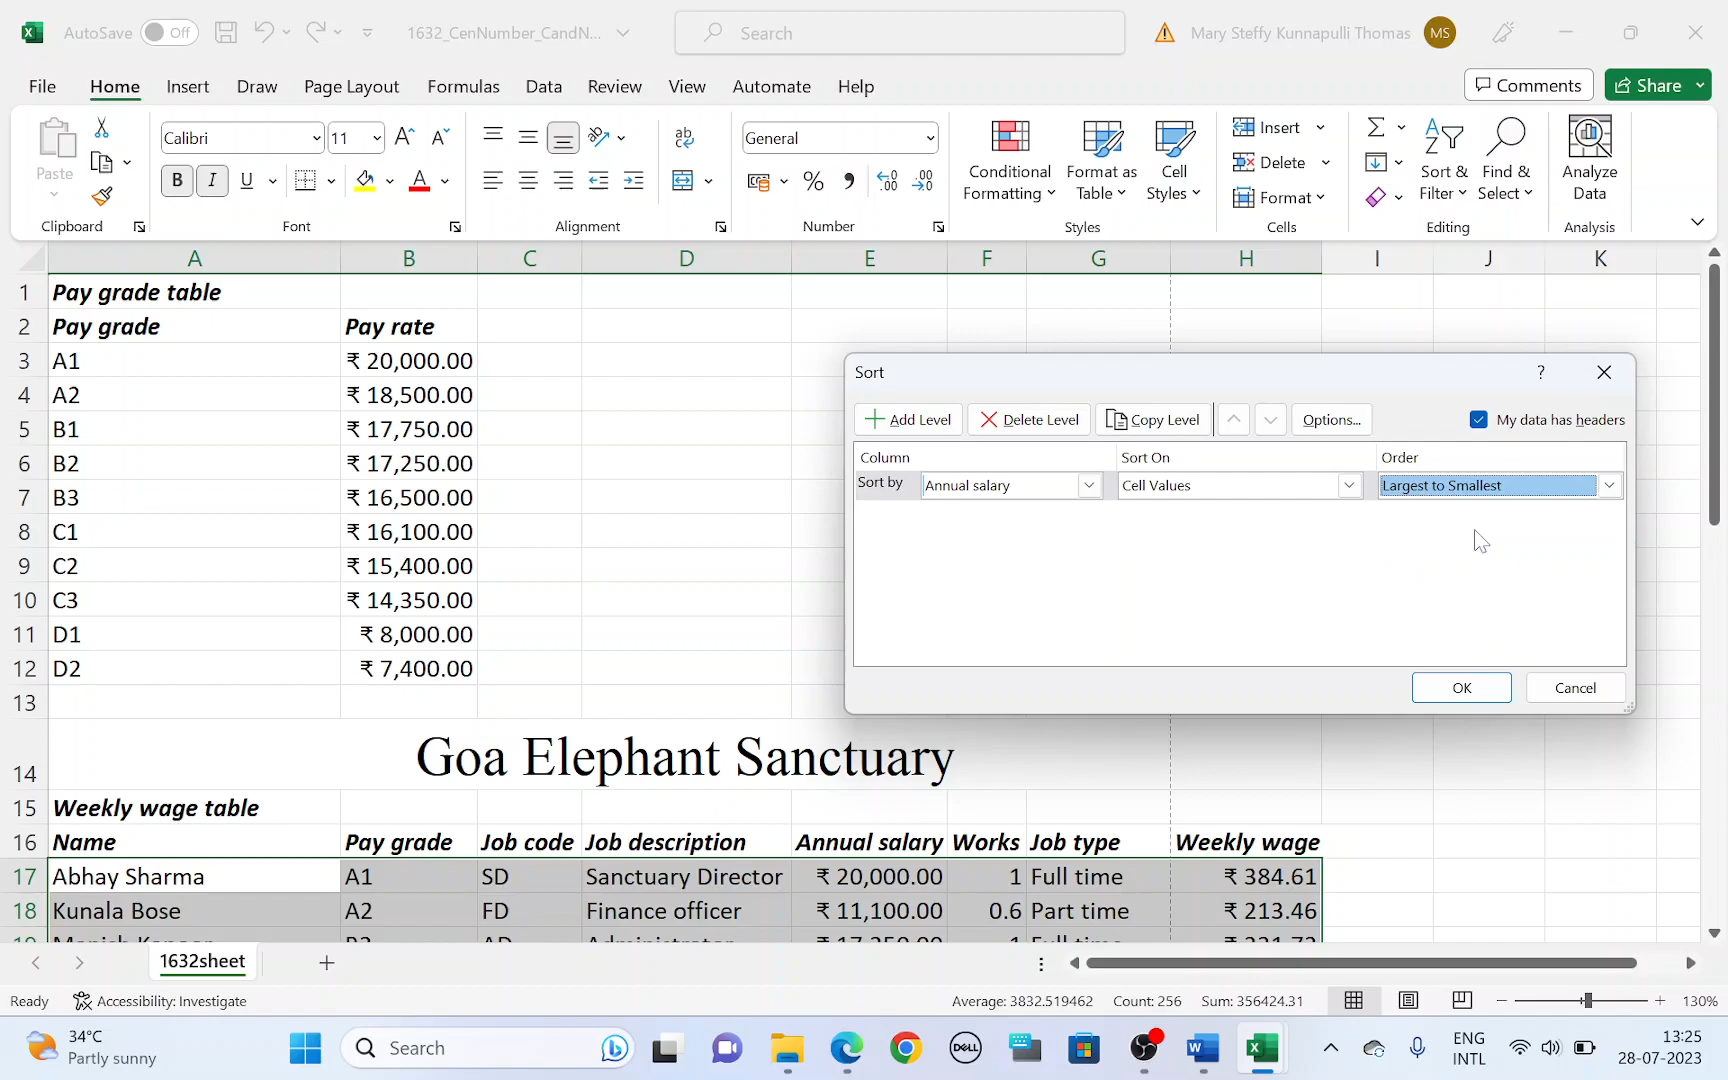 AutoSave Off 1632_CenNumber_CandN... Search Mary Steffy Kunnapulli Thomas MS
File Home Insert Draw Page Layout Formulas Data Review View Automate Help Comments Share
Paste
Clipboard
Calibri 11
B I U
Font
ab
Alignment
General
% 9 .00
Number
Conditional Formatting
Format as Table
Cell Styles
Styles
Insert
Delete
Format
Cells
Sort & Filter
Find & Select
Editing
Analyze Data
Analysis
A B C D E F G H I J K
1 Pay grade table
2 Pay grade Pay rate
3 A1 ₹ 20,000.00
4 A2 ₹ 18,500.00
5 B1 ₹ 17,750.00
6 B2 ₹ 17,250.00
7 B3 ₹ 16,500.00
8 C1 ₹ 16,100.00
9 C2 ₹ 15,400.00
10 C3 ₹ 14,350.00
11 D1 ₹ 8,000.00
12 D2 ₹ 7,400.00
13
Sort ?
Add Level Delete Level Copy Level Options... My data has headers
Column Sort On Order
Sort by Annual salary Cell Values Largest to Smallest
OK Cancel
14 Goa Elephant Sanctuary
15 Weekly wage table
16 Name Pay grade Job code Job description Annual salary Works Job type Weekly wage
17 Abhay Sharma A1 SD Sanctuary Director ₹ 20,000.00 1 Full time ₹ 384.61
18 Kunala Bose A2 FD Finance officer ₹ 11,100.00 0.6 Part time ₹ 213.46
1632sheet
Ready Accessibility: Investigate Average: 3832.519462 Count: 256 Sum: 356424.31 130%
34°C
Partly sunny
Search
DELL
ENG
INTL
13:25
28-07-2023